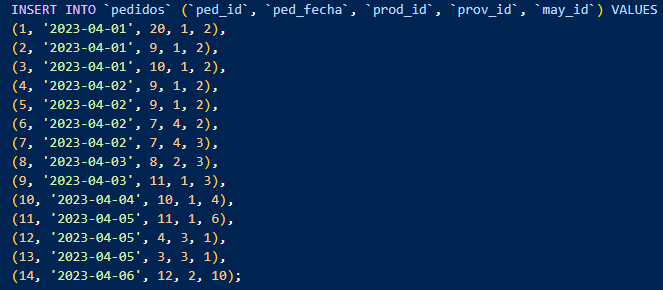 INSERT INTO `pedidos` (`ped_id`, `ped_fecha`, `prod_id`, `prov_id`, `may_id`) VALUES
(1, '2023-04-01', 20, 1, 2),
(2, '2023-04-01', 9, 1, 2),
(3, '2023-04-01', 10, 1, 2),
(4, '2023-04-02', 9, 1, 2),
(5, '2023-04-02', 9, 1, 2),
(6, '2023-04-02', 7, 4, 2),
(7, '2023-04-02', 7, 4, 3),
(8, '2023-04-03', 8, 2, 3),
(9, '2023-04-03', 11, 1, 3),
(10, '2023-04-04', 10, 1, 4),
(11, '2023-04-05', 11, 1, 6),
(12, '2023-04-05', 4, 3, 1),
(13, '2023-04-05', 3, 3, 1),
(14, '2023-04-06', 12, 2, 10);